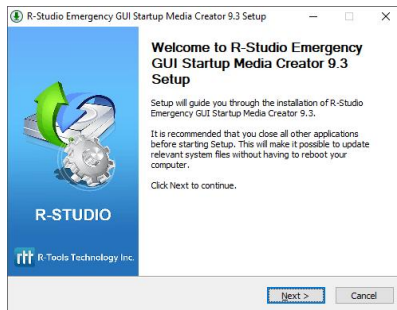 R-Studio Emergency GUI Startup Media Creator 9.3 Setup
Welcome to R-Studio Emergency
GUI Startup Media Creator 9.3
Setup
Setup will guide you through the installation of R-Studio
Emergency GUI Startup Media Creator 9.3.
It is recommended that you close all other applications
before starting Setup. This will make it possible to update
relevant system files without having to reboot your
computer.
Click Next to continue.
R-STUDIO
rtt R-Tools Technology Inc.
Next >
Cancel